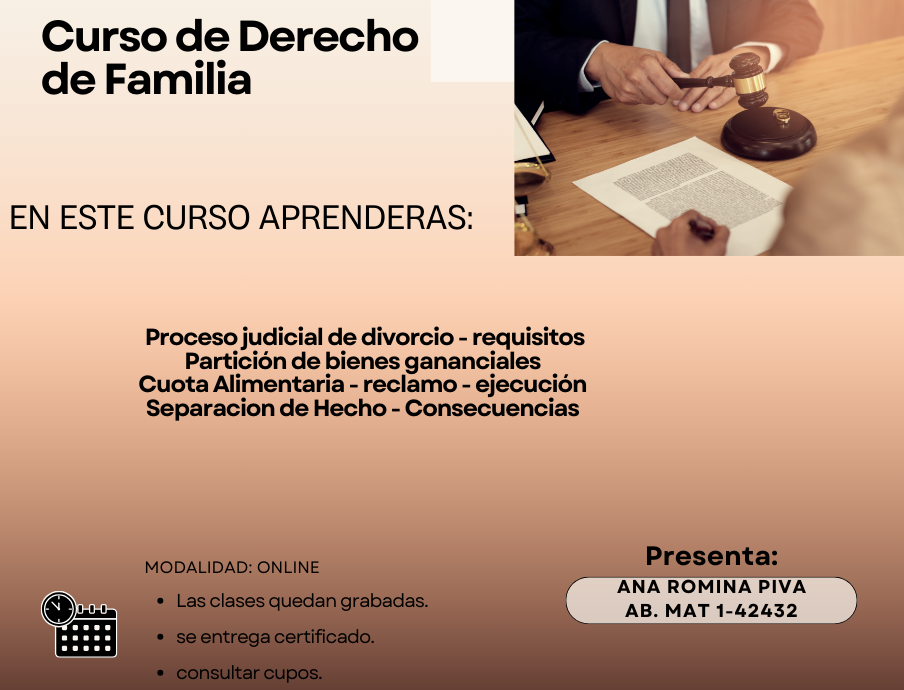 Curso de Derecho
de Familia
EN ESTE CURSO APRENDERAS:
Proceso judicial de divorcio - requisitos
Partición de bienes gananciales
Cuota Alimentaria - reclamo - ejecución
Separacion de Hecho - Consecuencias
MODALIDAD: ONLINE
• Las clases quedan grabadas.
• se entrega certificado.
• consultar cupos.
Presenta:
ANA ROMINA PIVA
AB. MAT 1-42432